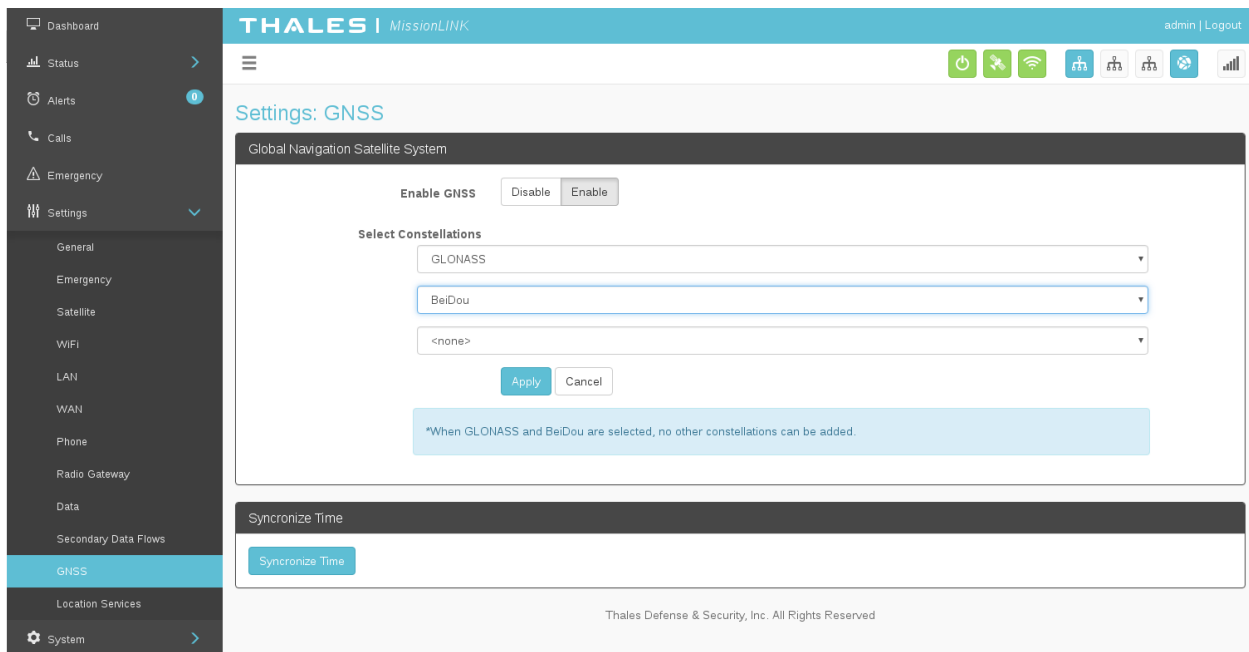 Dashboard
Status
Alerts 0
Calls
Emergency
Settings
General
Emergency
Satellite
WiFi
LAN
WAN
Phone
Radio Gateway
Data
Secondary Data Flows
GNSS
Location Services
System
THALES | MissionLINK
admin | Logout
Settings: GNSS
Global Navigation Satellite System
Enable GNSS Disable Enable
Select Constellations
GLONASS
BeiDou
<none>
Apply Cancel
*When GLONASS and BeiDou are selected, no other constellations can be added.
Syncronize Time
Syncronize Time
Thales Defense & Security, Inc. All Rights Reserved